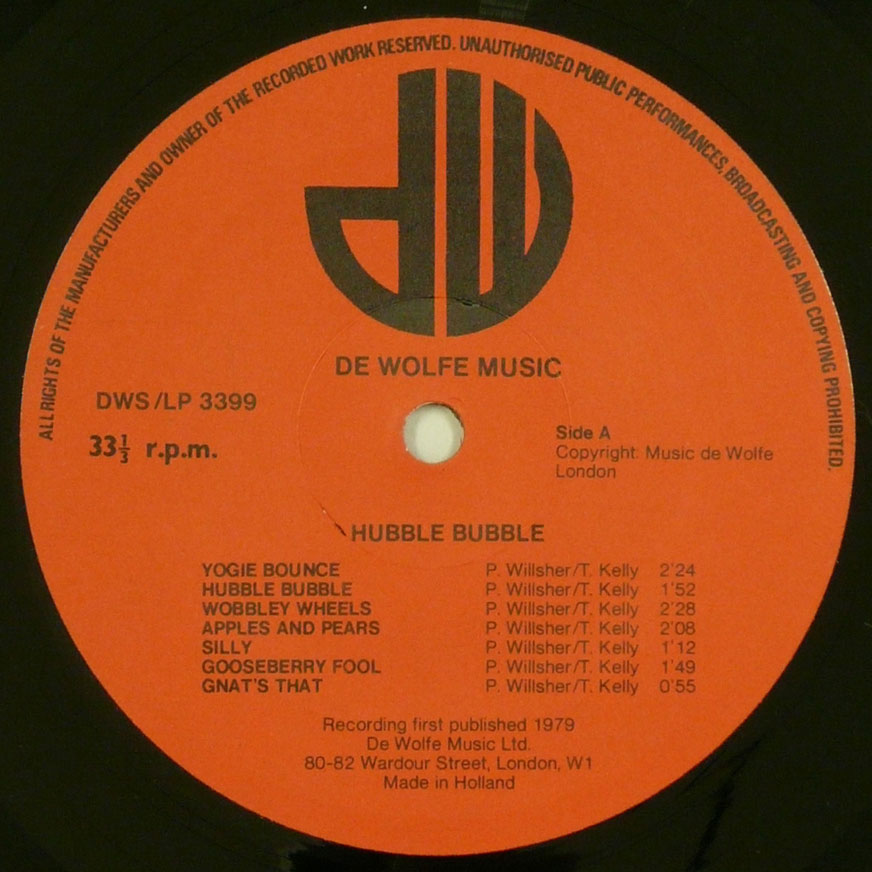 ALL RIGHTS OF THE MANUFACTURERS AND OWNER OF THE RECORDED WORK RESERVED. UNAUTHORISED PUBLIC PERFORMANCES, BROADCASTING AND COPYING PROHIBITED.
dW
DE WOLFE MUSIC
DWS/LP 3399
33⅓ r.p.m.
Side A
Copyright: Music de Wolfe
London
HUBBLE BUBBLE
YOGIE BOUNCE P. Willsher/T. Kelly 2'24
HUBBLE BUBBLE P. Willsher/T. Kelly 1'52
WOBBLEY WHEELS P. Willsher/T. Kelly 2'28
APPLES AND PEARS P. Willsher/T. Kelly 2'08
SILLY P. Willsher/T. Kelly 1'12
GOOSEBERRY FOOL P. Willsher/T. Kelly 1'49
GNAT'S THAT P. Willsher/T. Kelly 0'55
Recording first published 1979
De Wolfe Music Ltd.
80-82 Wardour Street, London, W1
Made in Holland